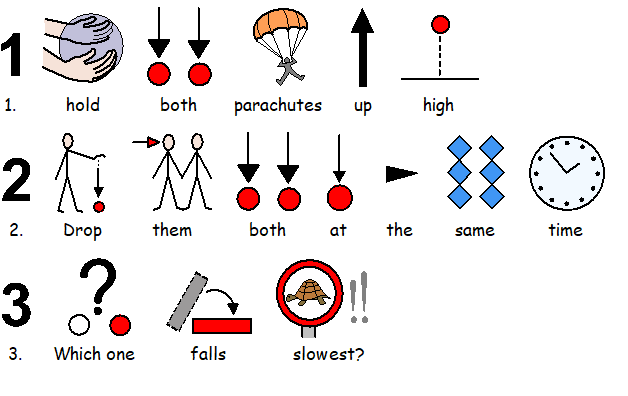 1
1. hold both parachutes up high
2
2. Drop them both at the same time
3
3. Which one falls slowest?